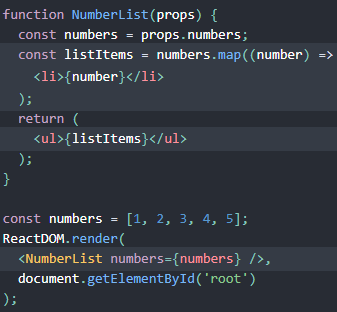 function NumberList(props) {
  const numbers = props.numbers;
  const listItems = numbers.map((number) =>
    <li>{number}</li>
  );
  return (
    <ul>{listItems}</ul>
  );
}

const numbers = [1, 2, 3, 4, 5];
ReactDOM.render(
  <NumberList numbers={numbers} />,
  document.getElementById('root')
);